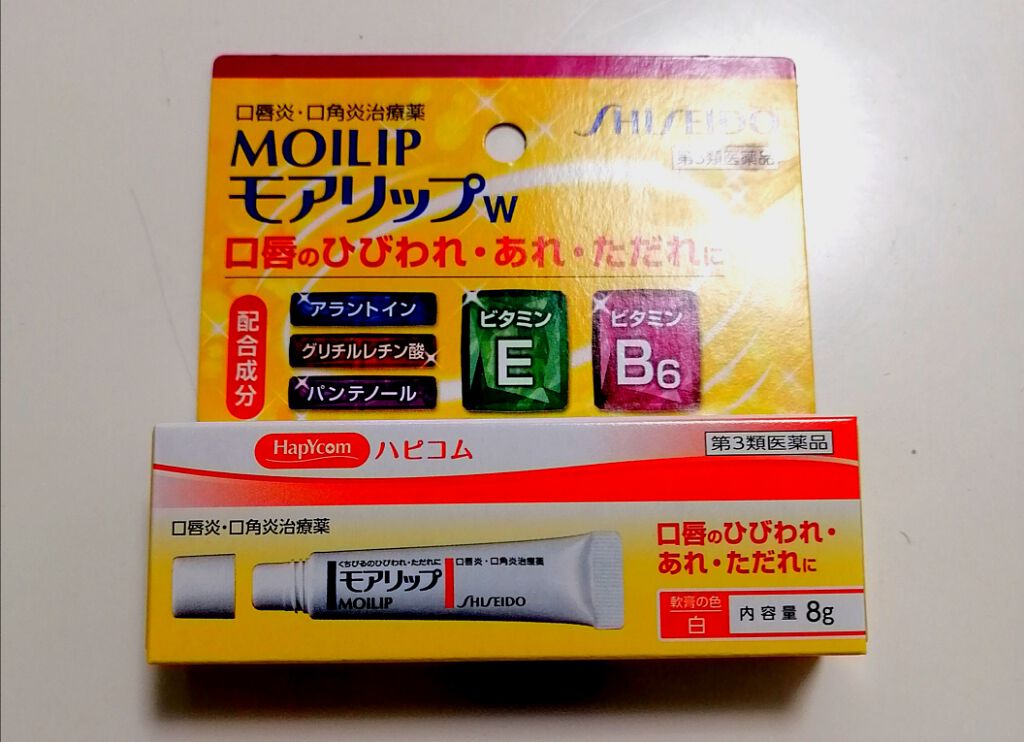 口唇炎・口角炎治療薬
SHISEIDO
MOILIP
第3類医薬品
モアリップW
口唇のひびわれ・あれ・ただれに
配合成分
アラントイン
グリチルレチン酸
パンテノール
ビタミン
E
ビタミン
B6
HapYcom ハピコム
第3類医薬品
口唇炎・口角炎治療薬
くちびるのひびわれ・ただれに
モアリップ
MOILIP
口唇炎・口角炎治療薬
SHISEIDO
口唇のひびわれ・
あれ・ただれに
軟膏の色
白
内容量 8g